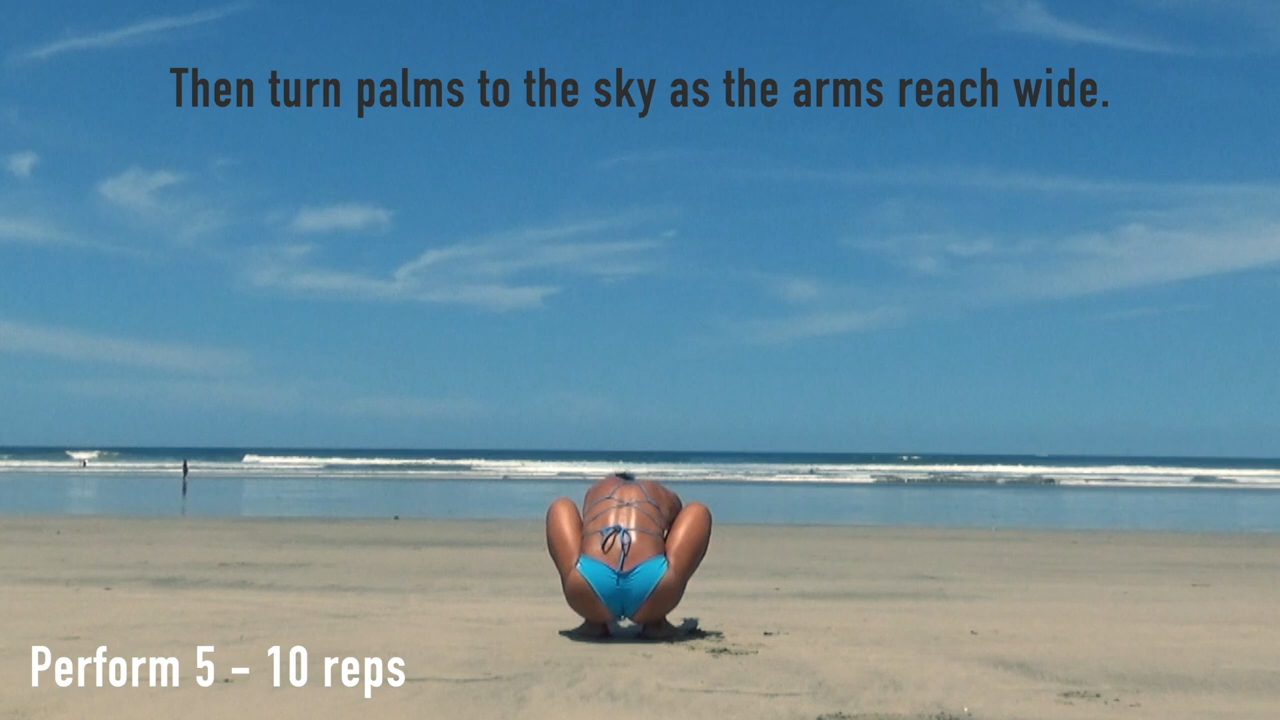 Then turn palms to the sky as the arms reach wide.
Perform 5 - 10 reps